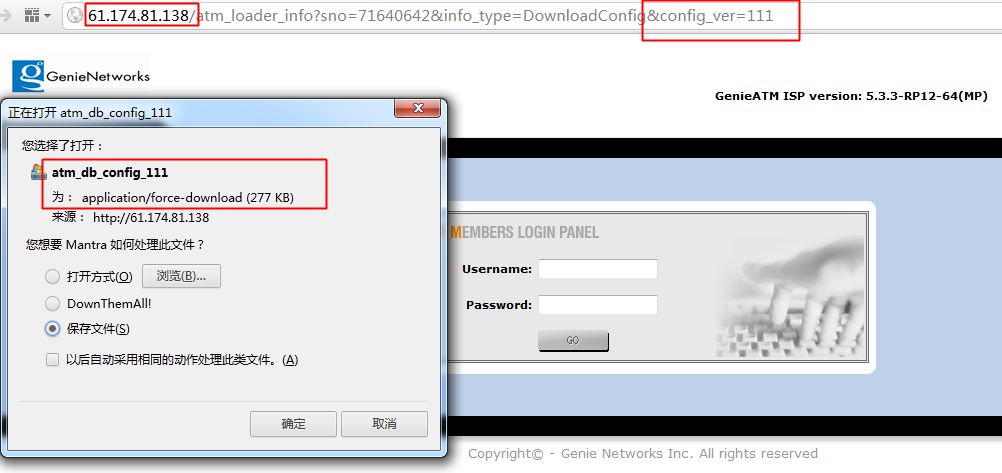 61.174.81.138/atm_loader_info?sno=71640642&info_type=DownloadConfig&config_ver=111
GenieNetworks
GenieATM ISP version: 5.3.3-RP12-64(MP)
正在打开 atm_db_config_111
您选择了打开：
atm_db_config_111
为： application/force-download (277 KB)
来源： http://61.174.81.138
您想要 Mantra 如何处理此文件？
打开方式(O) 浏览(B)...
DownThemAll!
保存文件(S)
以后自动采用相同的动作处理此类文件。(A)
确定 取消
MEMBERS LOGIN PANEL
Username:
Password:
GO
Copyright© - Genie Networks Inc. All rights reserved